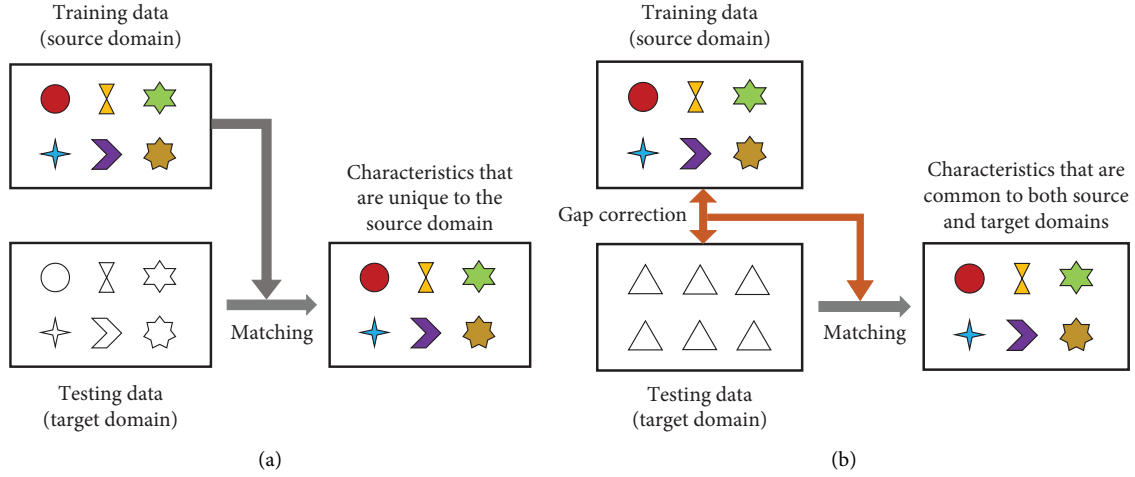 Training data
(source domain)
Characteristics that
are unique to the
source domain
Matching
Testing data
(target domain)
(a)
Training data
(source domain)
Gap correction
Characteristics that are
common to both source
and target domains
Matching
Testing data
(target domain)
(b)